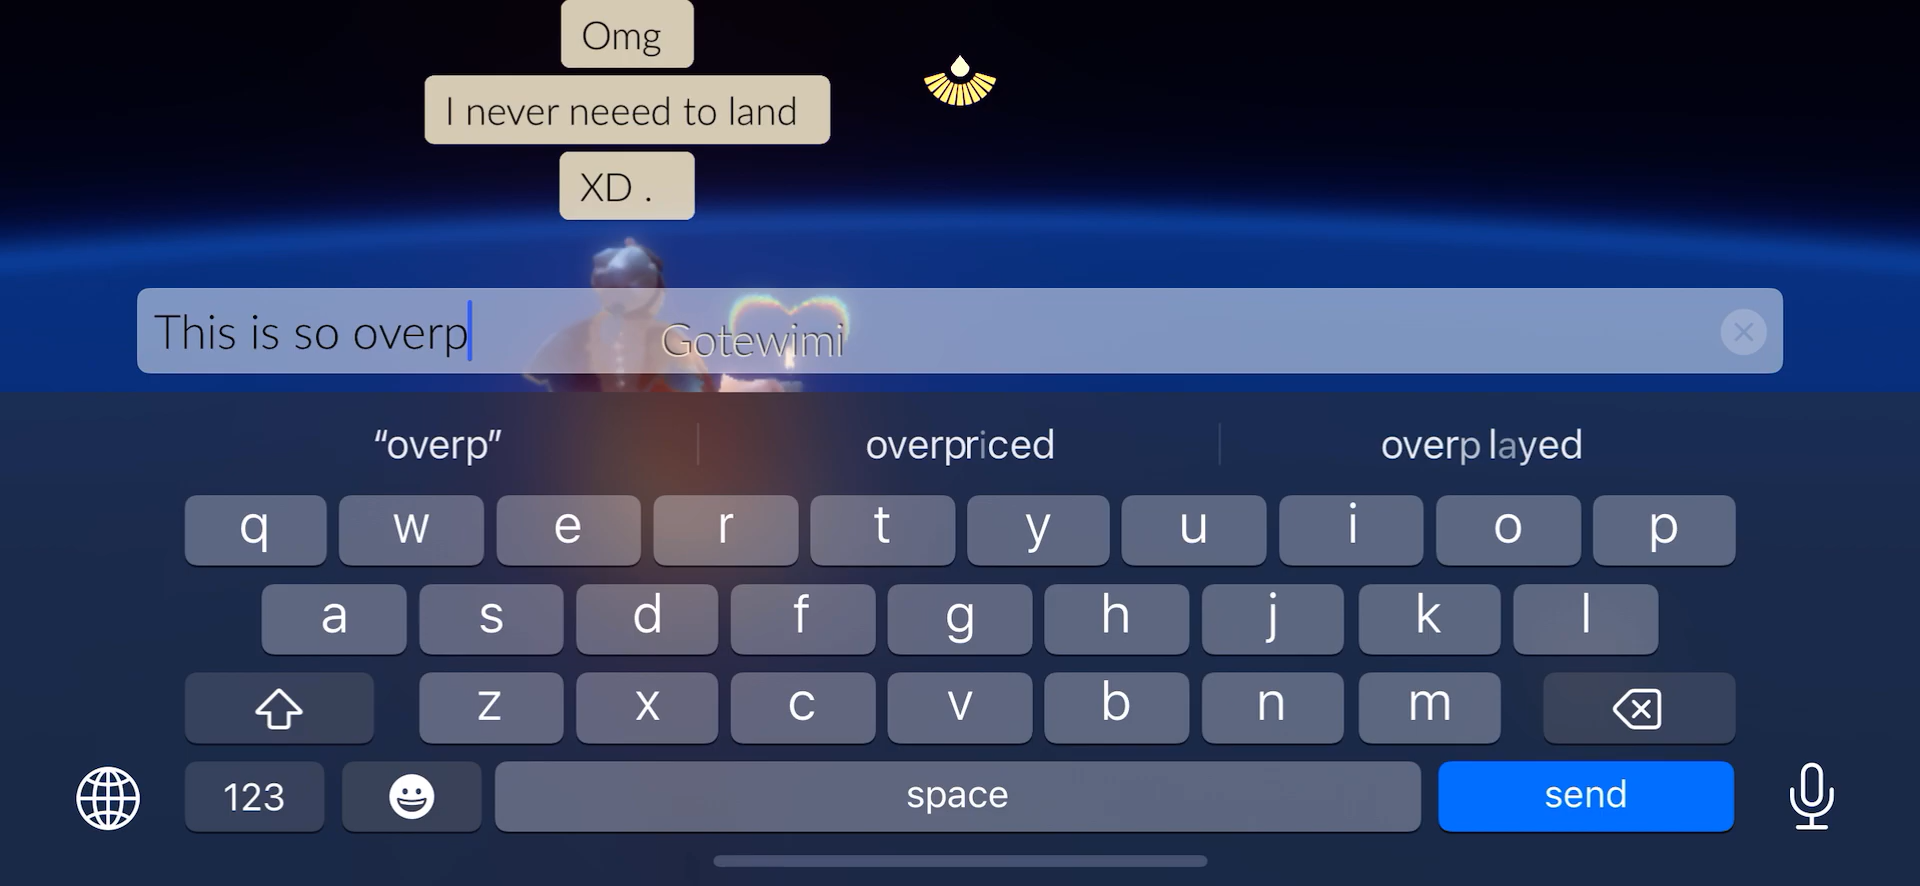 Omg
I never neeed to land
XD .
This is so overp
Gotewimi
“overp” overpriced overp layed
q w e r t y u i o p
a s d f g h j k l
z x c v b n m
123 space send